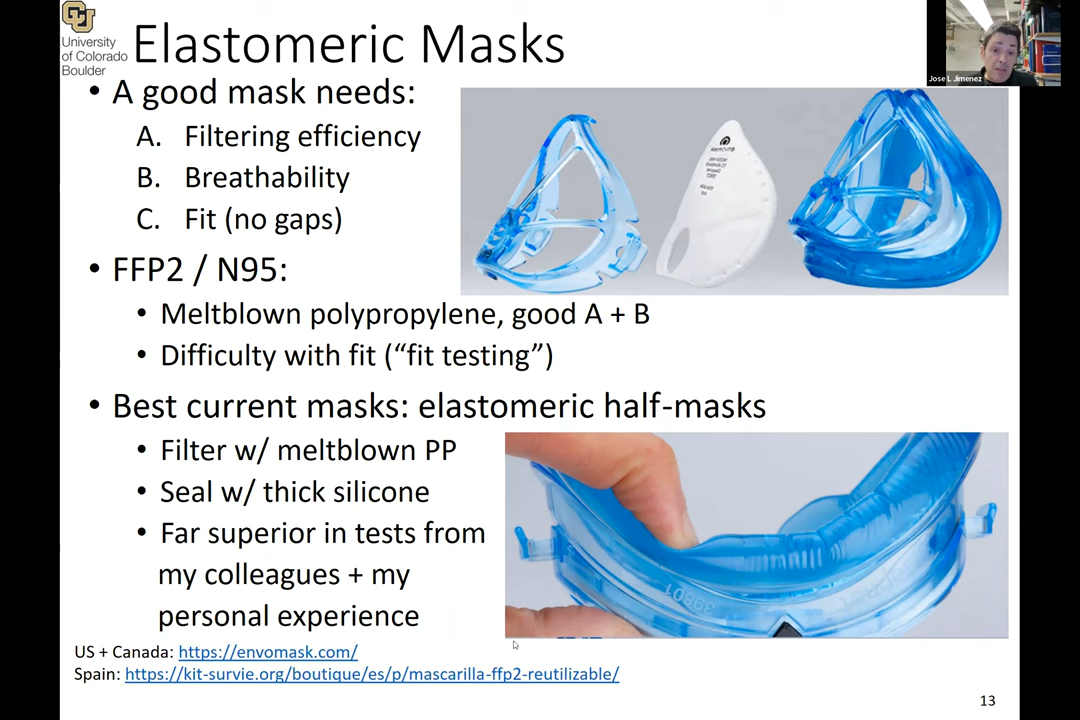 University
of Colorado
Boulder
Elastomeric Masks
Jose L Jimenez
• A good mask needs:
A. Filtering efficiency
B. Breathability
C. Fit (no gaps)
• FFP2 / N95:
• Meltblown polypropylene, good A + B
• Difficulty with fit (“fit testing”)
• Best current masks: elastomeric half-masks
• Filter w/ meltblown PP
• Seal w/ thick silicone
• Far superior in tests from
my colleagues + my
personal experience
US + Canada: https://envomask.com/
Spain: https://kit-survie.org/boutique/es/p/mascarilla-ffp2-reutilizable/
13